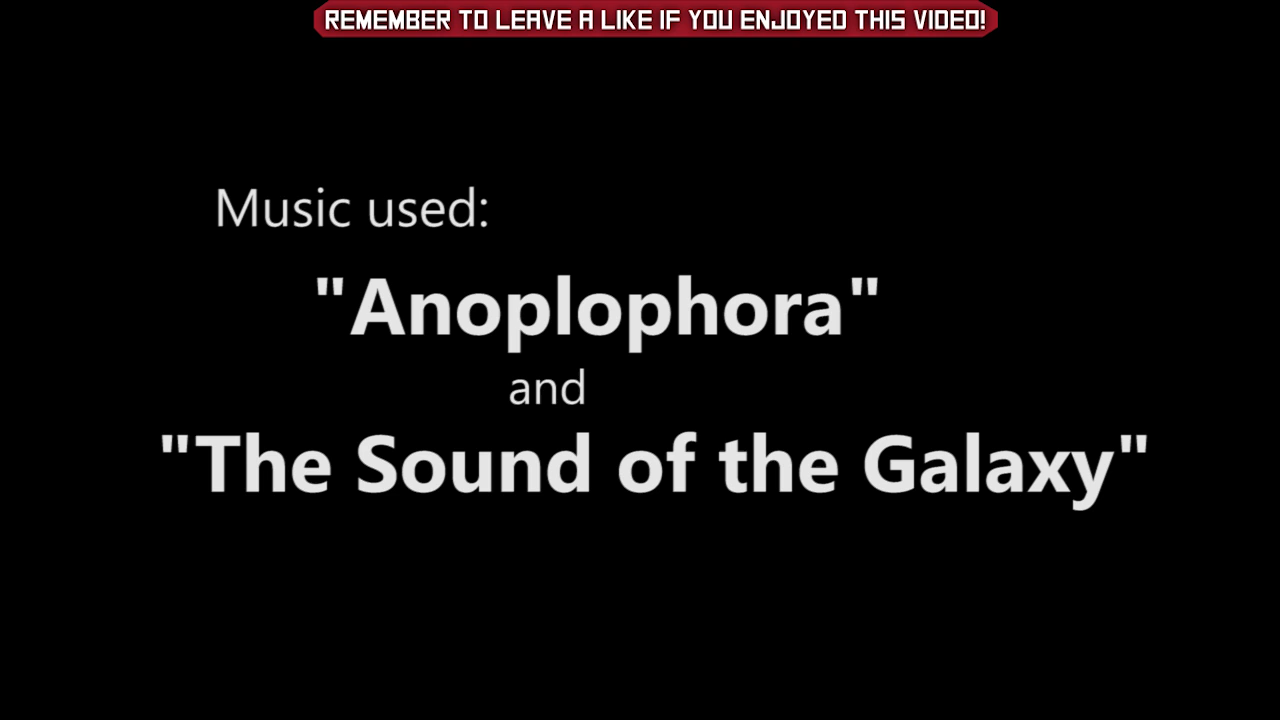 REMEMBER TO LEAVE A LIKE IF YOU ENJOYED THIS VIDEO!
Music used:
"Anoplophora"
and
"The Sound of the Galaxy"